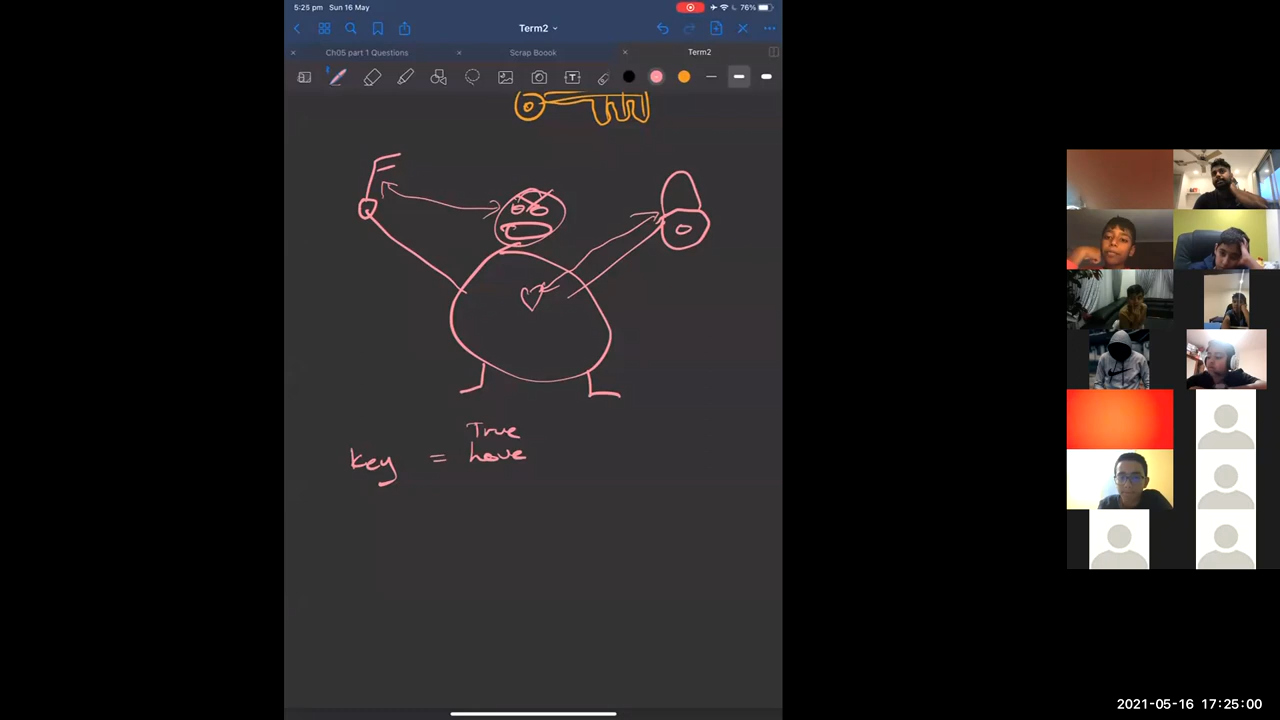 5:25 pm Sun 16 May 76%
Term2
Ch05 part 1 Questions Scrap Boook Term2
True
key = Love
2021-05-16 17:25:00